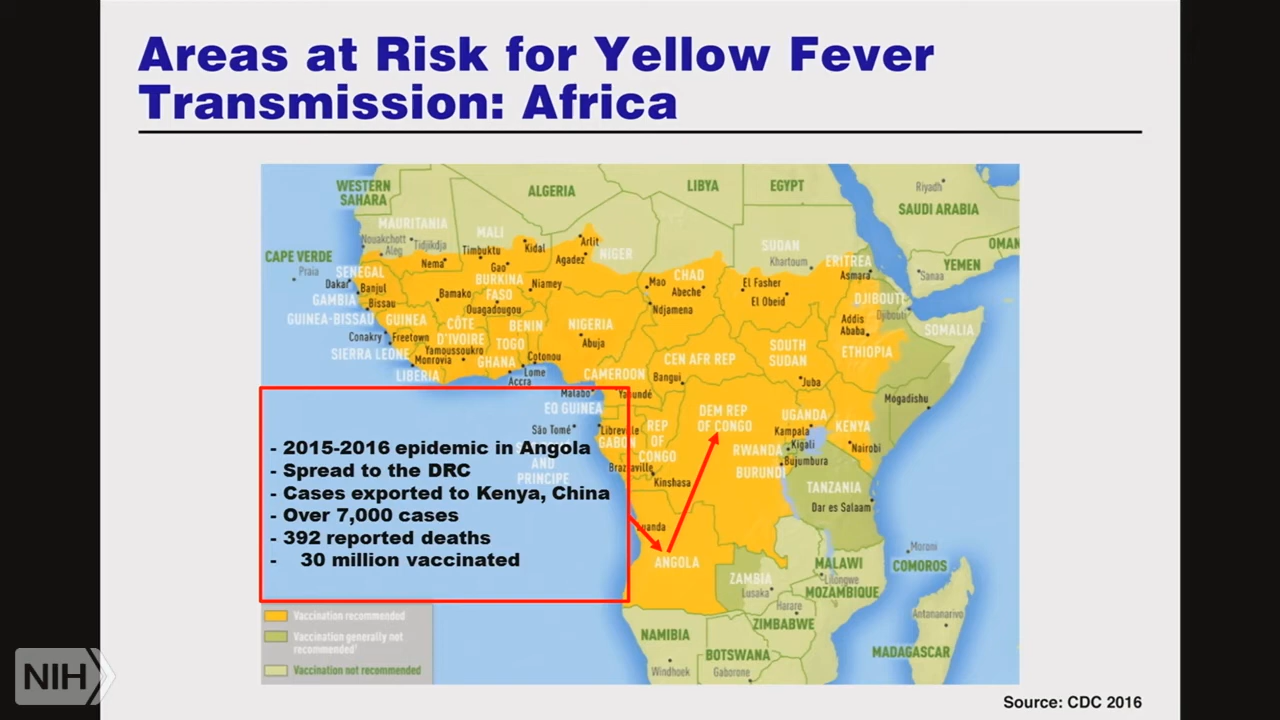 Areas at Risk for Yellow Fever
Transmission: Africa
WESTERN
SAHARA
ALGERIA
LIBYA
EGYPT
Riyadh
SAUDI ARABIA
MAURITANIA
Nouakchott
Aleg
Tidjikdja
MALI
Timbuktu
Kidal
Arlit
Agadez
NIGER
SUDAN
Khartoum
ERITREA
Asmara
OMAN
YEMEN
Sanaa
CAPE VERDE
Praia
SENEGAL
Dakar
Nema
Gao
BURKINA
FASO
Niamey
Mao
CHAD
Abeche
El Fasher
El Obeid
DJIBOUTI
Djibouti
Banjul
GAMBIA
Bissau
Bamako
Ouagadougou
Ndjamena
GUINEA-BISSAU
GUINEA
CÔTE
D'IVOIRE
BENIN
TOGO
NIGERIA
Abuja
Addis
Ababa
SOMALIA
Conakry
Freetown
SIERRA LEONE
Yamoussoukro
Monrovia
GHANA
Cotonou
Lome
Accra
LIBERIA
CAMEROON
CEN AFR REP
Bangui
SOUTH
SUDAN
Juba
ETHIOPIA
Malabo
Yaoundé
EQ GUINEA
São Tomé
Libreville
GABON
REP
OF
CONGO
DEM REP
OF CONGO
UGANDA
Kampala
KENYA
Nairobi
Mogadishu
AND
PRINCIPE
Brazzaville
Kinshasa
RWANDA
Kigali
BURUNDI
Bujumbura
TANZANIA
Dar es Salaam
- 2015-2016 epidemic in Angola
- Spread to the DRC
- Cases exported to Kenya, China
- Over 7,000 cases
- 392 reported deaths
- 30 million vaccinated
Luanda
ANGOLA
ZAMBIA
Lusaka
MALAWI
Lilongwe
MOZAMBIQUE
Moroni
COMOROS
Harare
ZIMBABWE
Antananarivo
MADAGASCAR
NAMIBIA
Windhoek
BOTSWANA
Gaborone
Vaccination recommended
Vaccination generally not
recommended¹
Vaccination not recommended
NIH
Source: CDC 2016